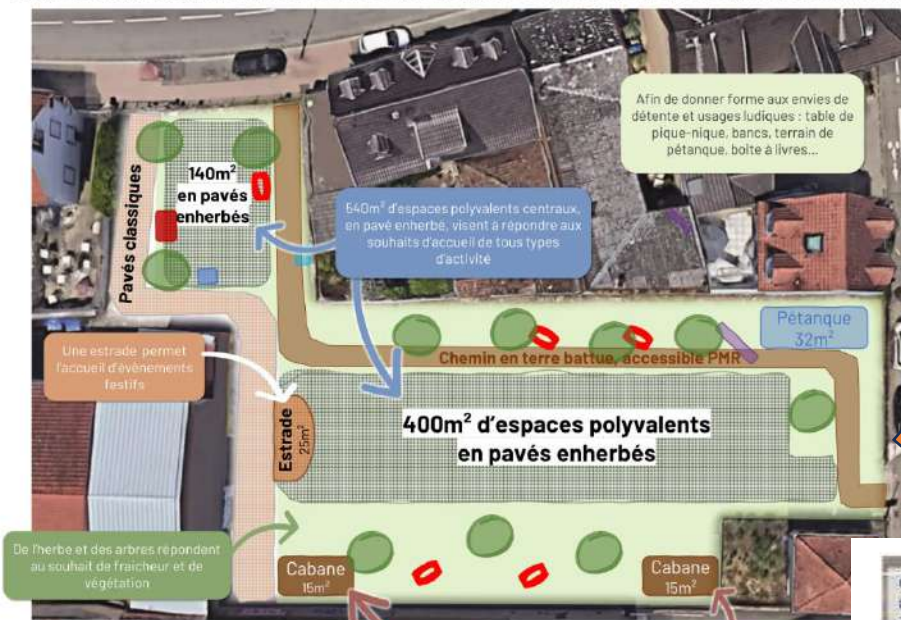 Afin de donner forme aux envies de
détente et usages ludiques : table de
pique-nique, bancs, terrain de
pétanque, boîte à livres...
140m²
en pavés
enherbés
Pavés classiques
540m² d'espaces polyvalents centraux,
en pavé enherbé, visent à répondre aux
souhaits d'accueil de tous types
d'activité
Pétanque
32m²
Une estrade permet
l'accueil d'évènements
festifs
Chemin en terre battue, accessible PMR
Estrade
25m²
400m² d'espaces polyvalents
en pavés enherbés
De l'herbe et des arbres répondent
au souhait de fraicheur et de
végétation
Cabane
15m²
Cabane
15m²